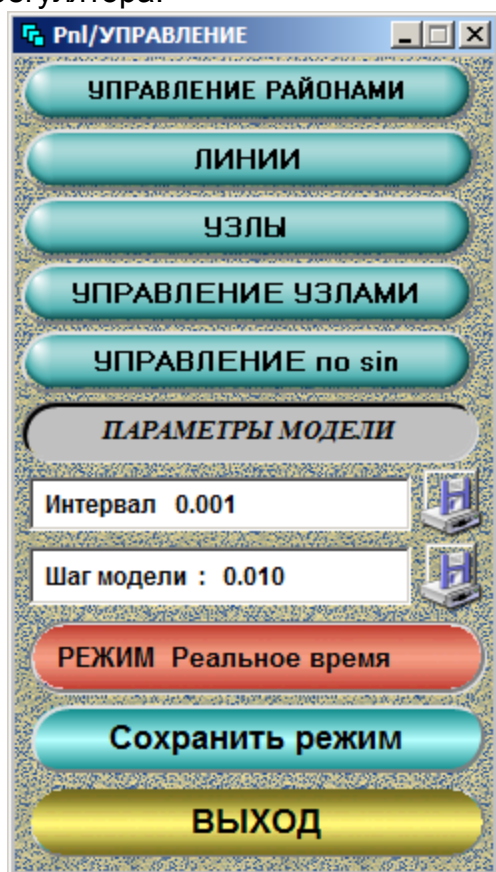 Pnl/УПРАВЛЕНИЕ
УПРАВЛЕНИЕ РАЙОНАМИ
ЛИНИИ
УЗЛЫ
УПРАВЛЕНИЕ УЗЛАМИ
УПРАВЛЕНИЕ по sin
ПАРАМЕТРЫ МОДЕЛИ
Интервал 0.001
Шаг модели : 0.010
РЕЖИМ Реальное время
Сохранить режим
ВЫХОД